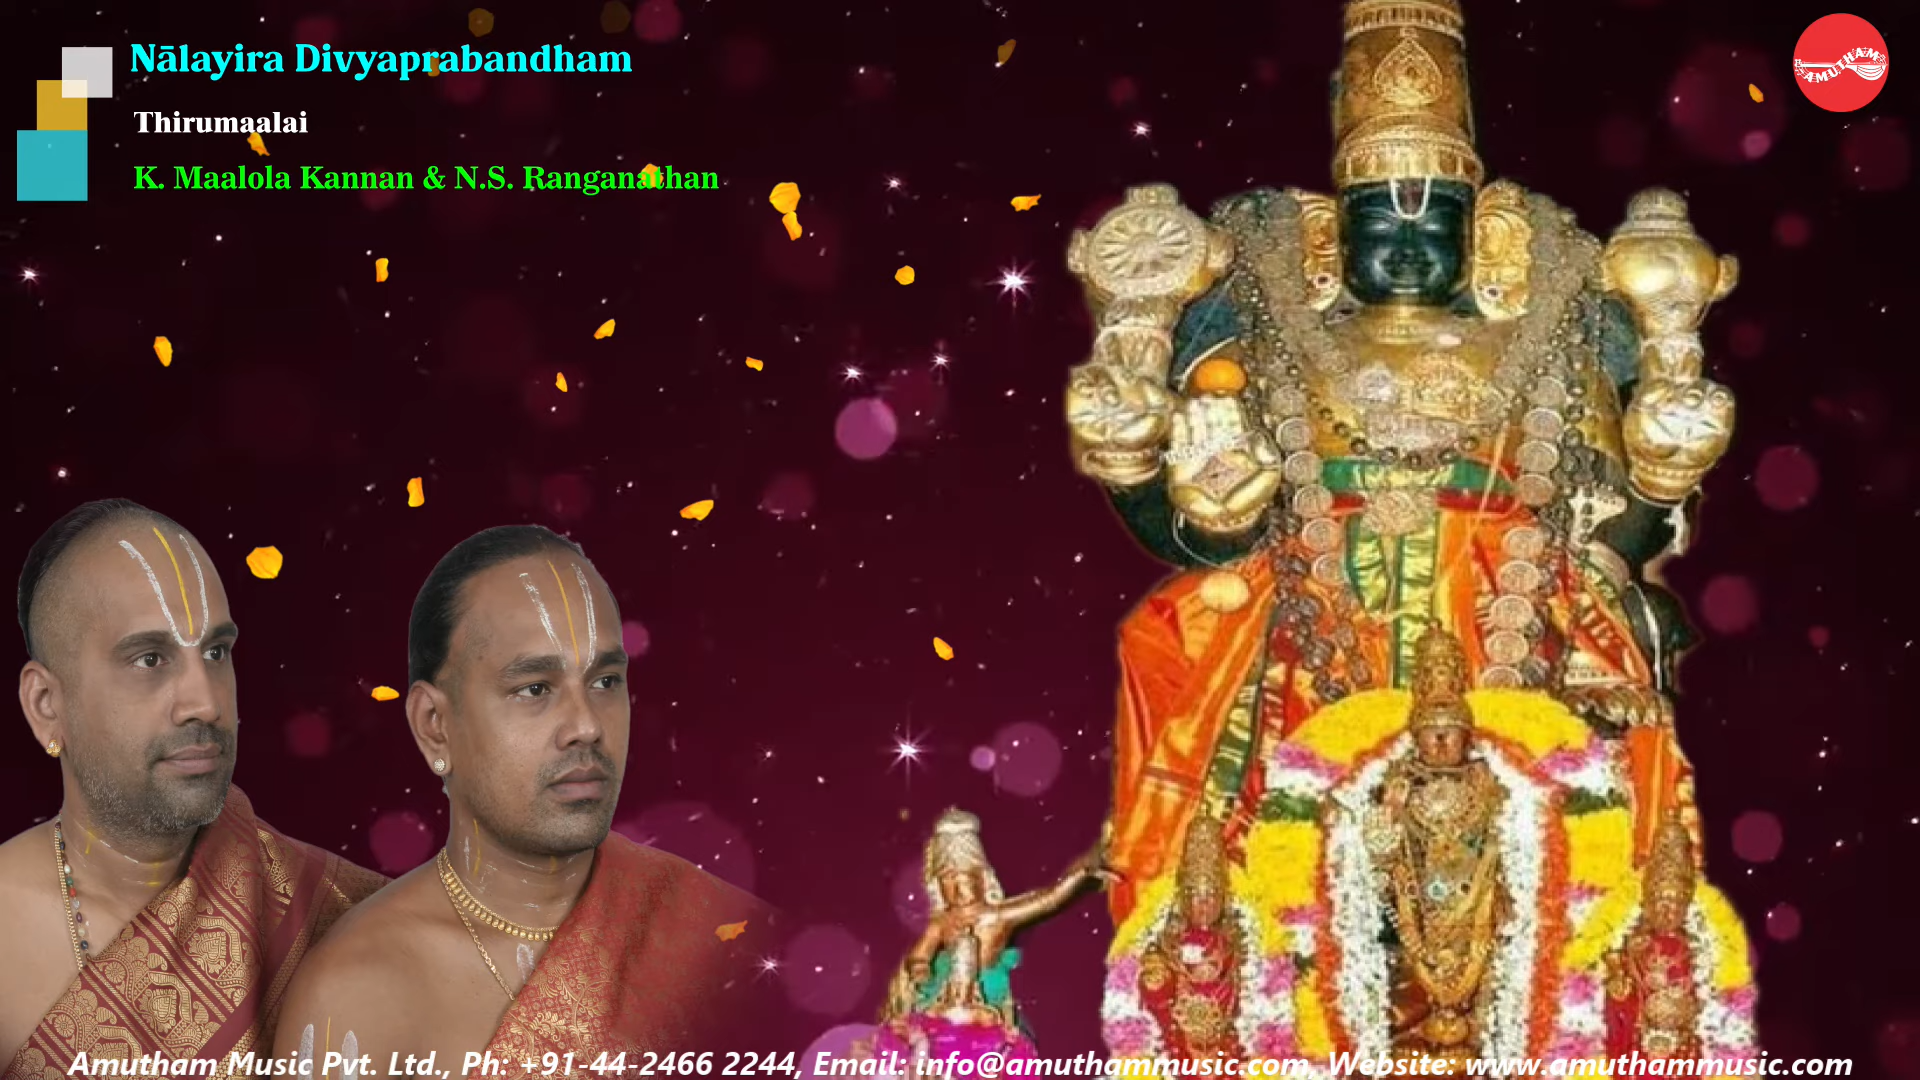 Nālayira Divyaprabandham
AMUTHAM
Thirumaalai
K. Maalola Kannan & N.S. Ranganathan
Amutham Music Pvt. Ltd., Ph: +91-44-2466 2244, Email: info@amuthammusic.com, Website: www.amuthammusic.com